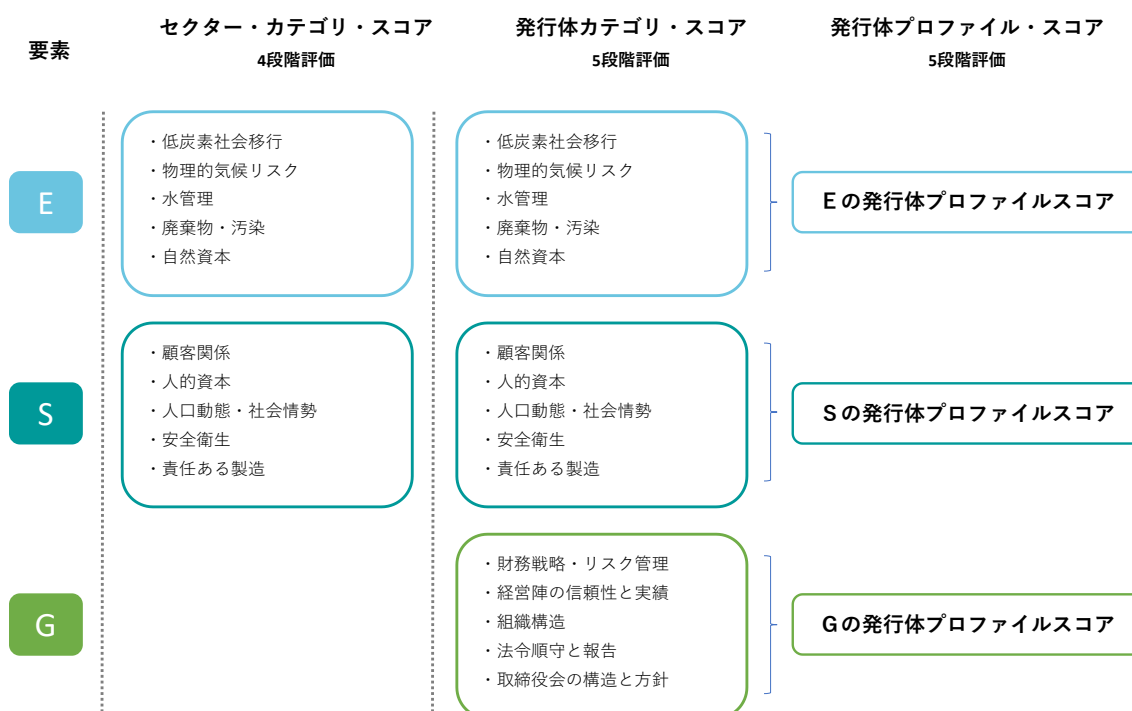 要素
セクター・カテゴリ・スコア
4段階評価
発行体カテゴリ・スコア
5段階評価
発行体プロファイル・スコア
5段階評価
E
・低炭素社会移行
・物理的気候リスク
・水管理
・廃棄物・汚染
・自然資本
・低炭素社会移行
・物理的気候リスク
・水管理
・廃棄物・汚染
・自然資本
Eの発行体プロファイルスコア
S
・顧客関係
・人的資本
・人口動態・社会情勢
・安全衛生
・責任ある製造
・顧客関係
・人的資本
・人口動態・社会情勢
・安全衛生
・責任ある製造
Sの発行体プロファイルスコア
G
・財務戦略・リスク管理
・経営陣の信頼性と実績
・組織構造
・法令順守と報告
・取締役会の構造と方針
Gの発行体プロファイルスコア